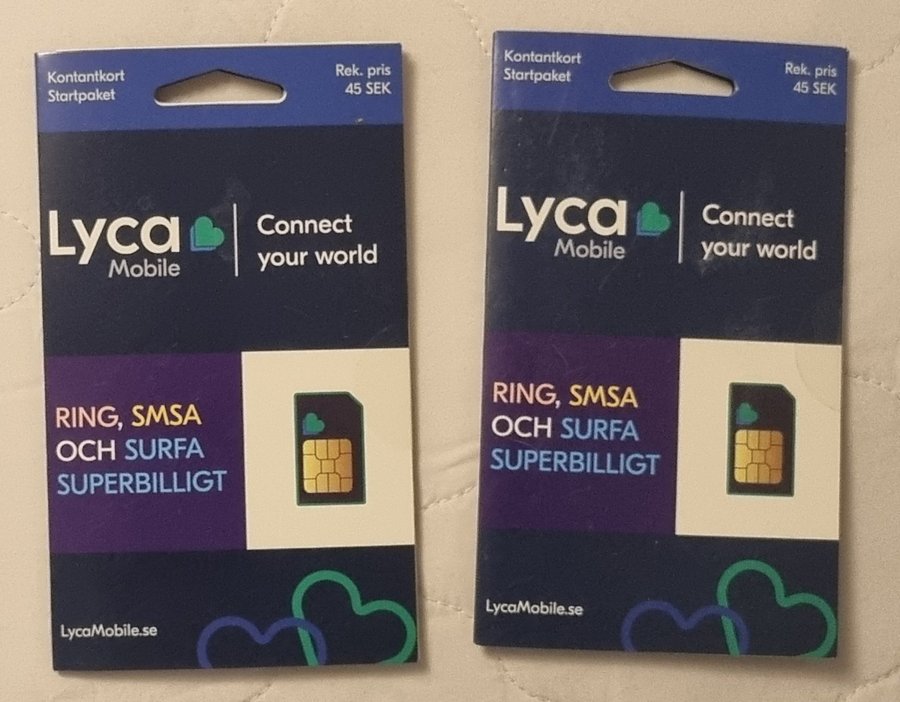 Kontantkort
Startpaket
Rek. pris
45 SEK
Lyca
Mobile
Connect
your world
RING, SMSA
OCH SURFA
SUPERBILLIGT
LycaMobile.se
Kontantkort
Startpaket
Rek. pris
45 SEK
Lyca
Mobile
Connect
your world
RING, SMSA
OCH SURFA
SUPERBILLIGT
LycaMobile.se